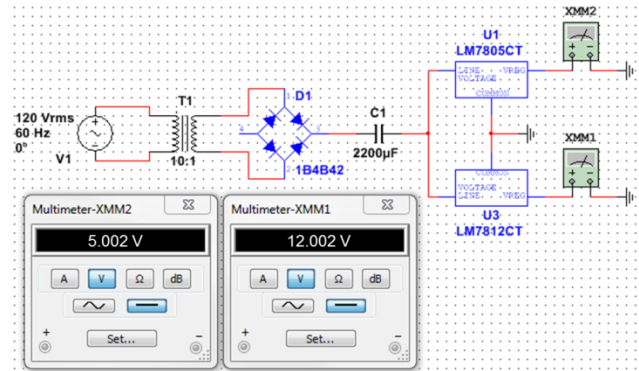 XMM2
U1
LM7805CT
LINE VREG
VOLTAGE
COMMON
T1
D1
C1
120 Vrms
60 Hz
0°
V1
10:1
1B4B42
2200µF
XMM1
COMMON
VOLTAGE
LINE VREG
U3
LM7812CT
Multimeter-XMM2
5.002 V
A V Ω dB
+ Set... -
Multimeter-XMM1
12.002 V
A V Ω dB
+ Set... -